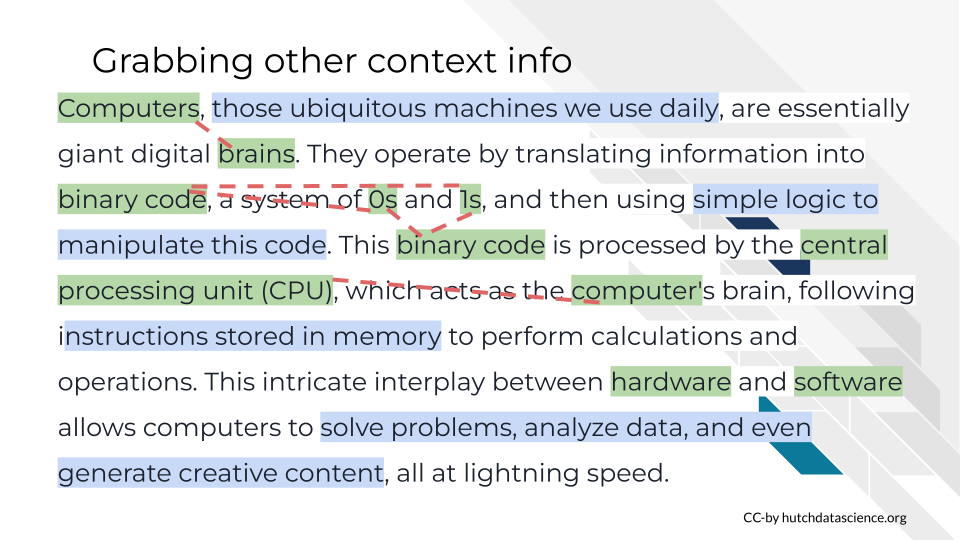 Grabbing other context info
Computers, those ubiquitous machines we use daily, are essentially
giant digital brains. They operate by translating information into
binary code, a system of 0s and 1s, and then using simple logic to
manipulate this code. This binary code is processed by the central
processing unit (CPU), which acts as the computer's brain, following
instructions stored in memory to perform calculations and
operations. This intricate interplay between hardware and software
allows computers to solve problems, analyze data, and even
generate creative content, all at lightning speed.
CC-by hutchdatascience.org